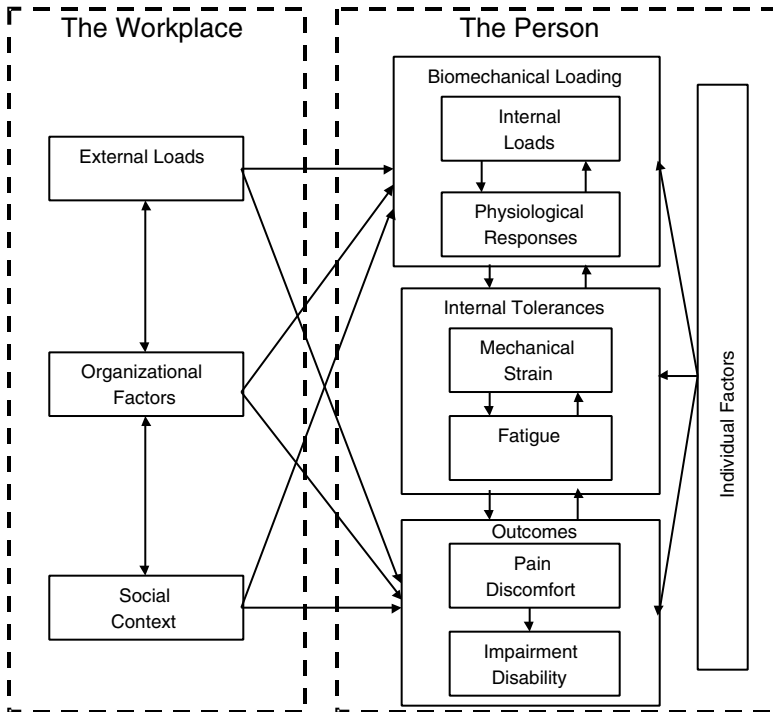 The Workplace
External Loads
Organizational
Factors
Social
Context
The Person
Biomechanical Loading
Internal
Loads
Physiological
Responses
Internal Tolerances
Mechanical
Strain
Fatigue
Outcomes
Pain
Discomfort
Impairment
Disability
Individual Factors